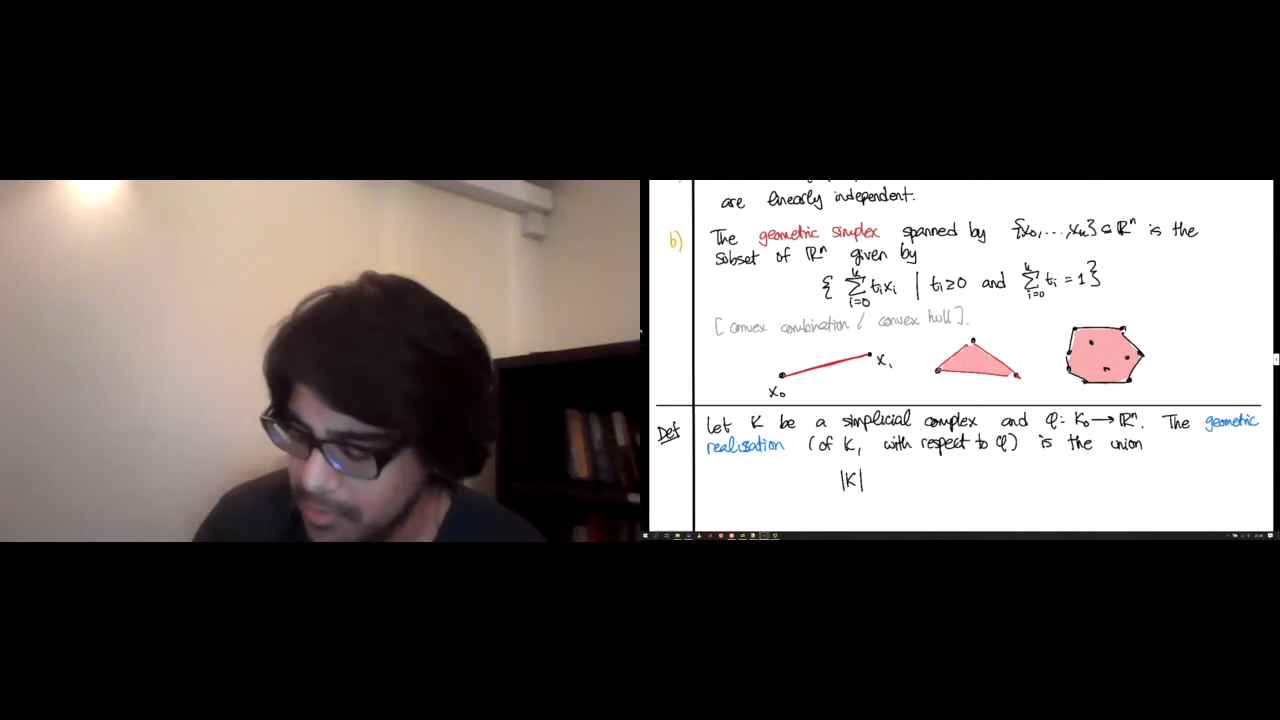 are linearly independent.
b) The geometric simplex spanned by {x₀,...,xₖ} ⊂ ℝⁿ is the
subset of ℝⁿ given by
{ ∑ᵢ₌₀ᵏ tᵢxᵢ | tᵢ≥0 and ∑ᵢ₌₀ᵏ tᵢ = 1 }
[convex combination / convex hull].
x₀ x₁
Def Let K be a simplicial complex and φ: K₀ → ℝⁿ. The geometric
realisation (of K, with respect to φ) is the union
|K|